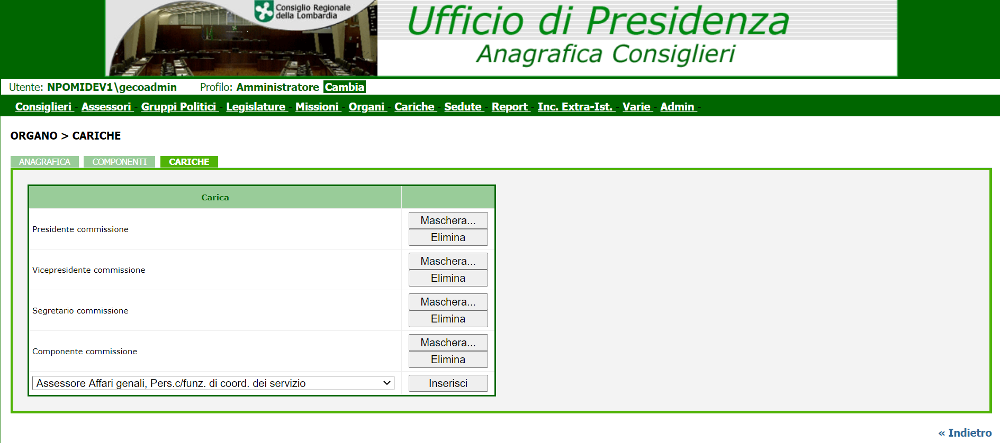 Consiglio Regionale
della Lombardia
Ufficio di Presidenza
Anagrafica Consiglieri
Utente: NPOMIDEV1\gecoadmin Profilo: Amministratore Cambia
Consiglieri - Assessori - Gruppi Politici - Legislature - Missioni - Organi - Cariche - Sedute - Report - Inc. Extra-Ist. - Varie - Admin -
ORGANO > CARICHE
ANAGRAFICA COMPONENTI CARICHE
Carica
Presidente commissione
Maschera...
Elimina
Vicepresidente commissione
Maschera...
Elimina
Segretario commissione
Maschera...
Elimina
Componente commissione
Maschera...
Elimina
Assessore Affari genali, Pers.c/funz. di coord. dei servizio
Inserisci
« Indietro